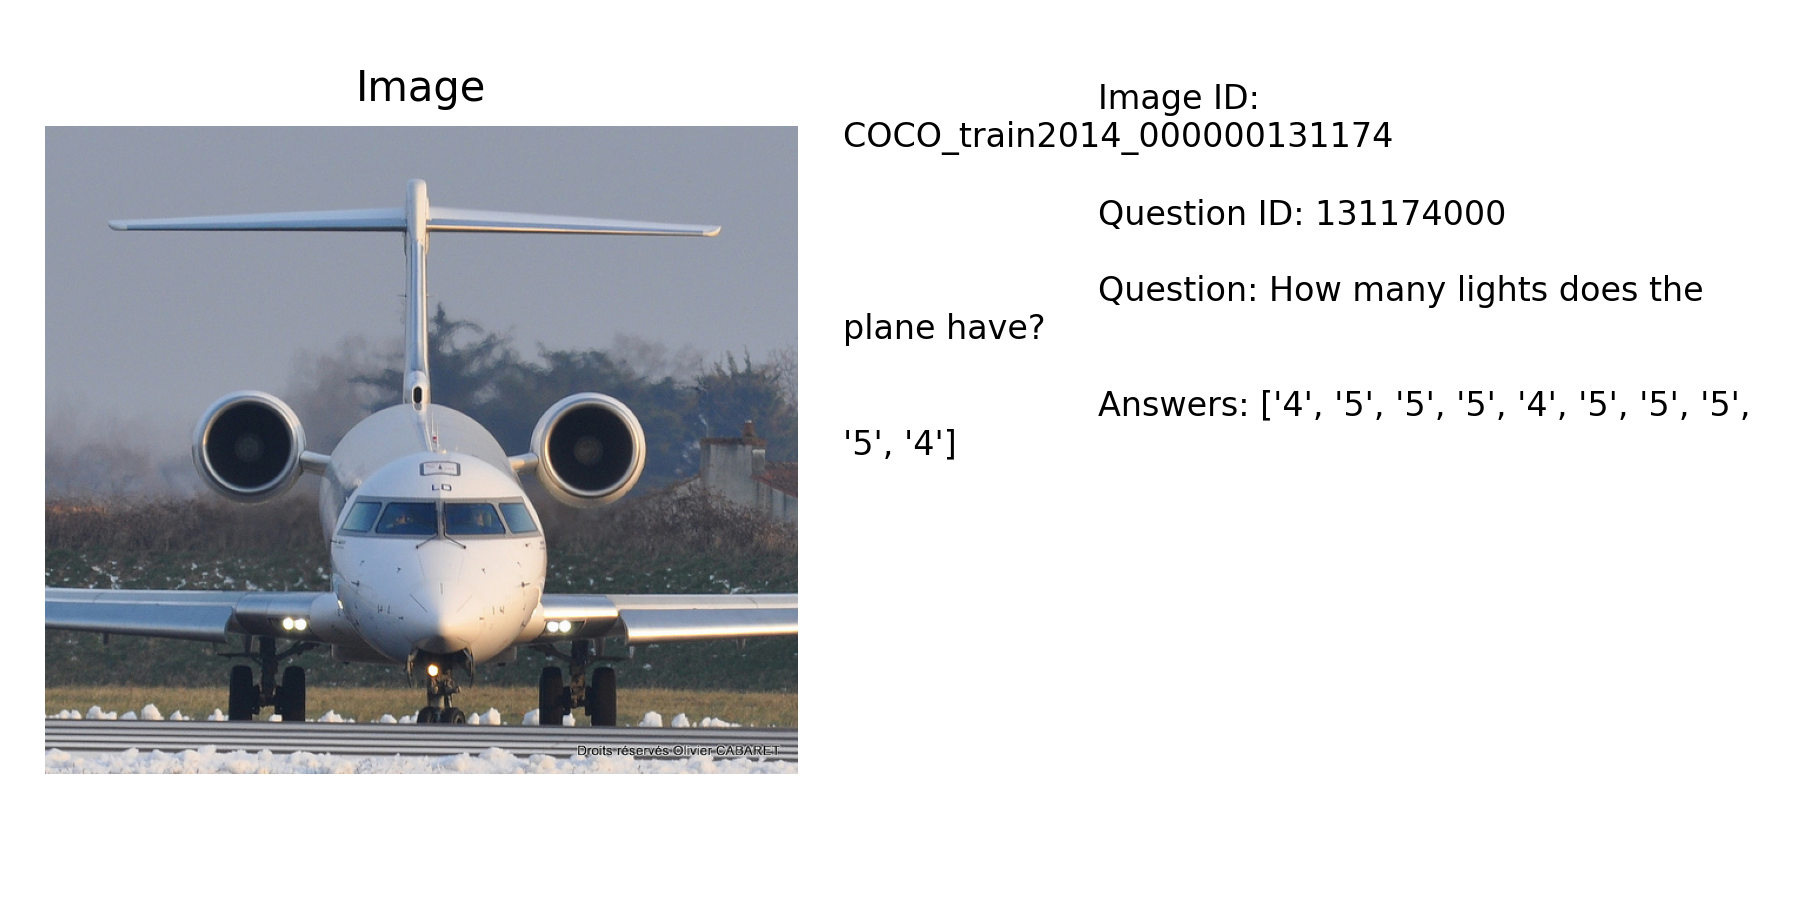 Image
Image ID:
COCO_train2014_000000131174
Question ID: 131174000
Question: How many lights does the
plane have?
Answers: ['4', '5', '5', '5', '4', '5', '5', '5',
'5', '4']
LQ
Droits réservés Olivier CABARET